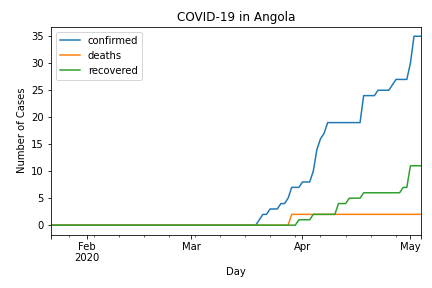 COVID-19 in Angola
confirmed
deaths
recovered
Number of Cases
35
30
25
20
15
10
5
0
Feb
2020
Mar
Apr
May
Day